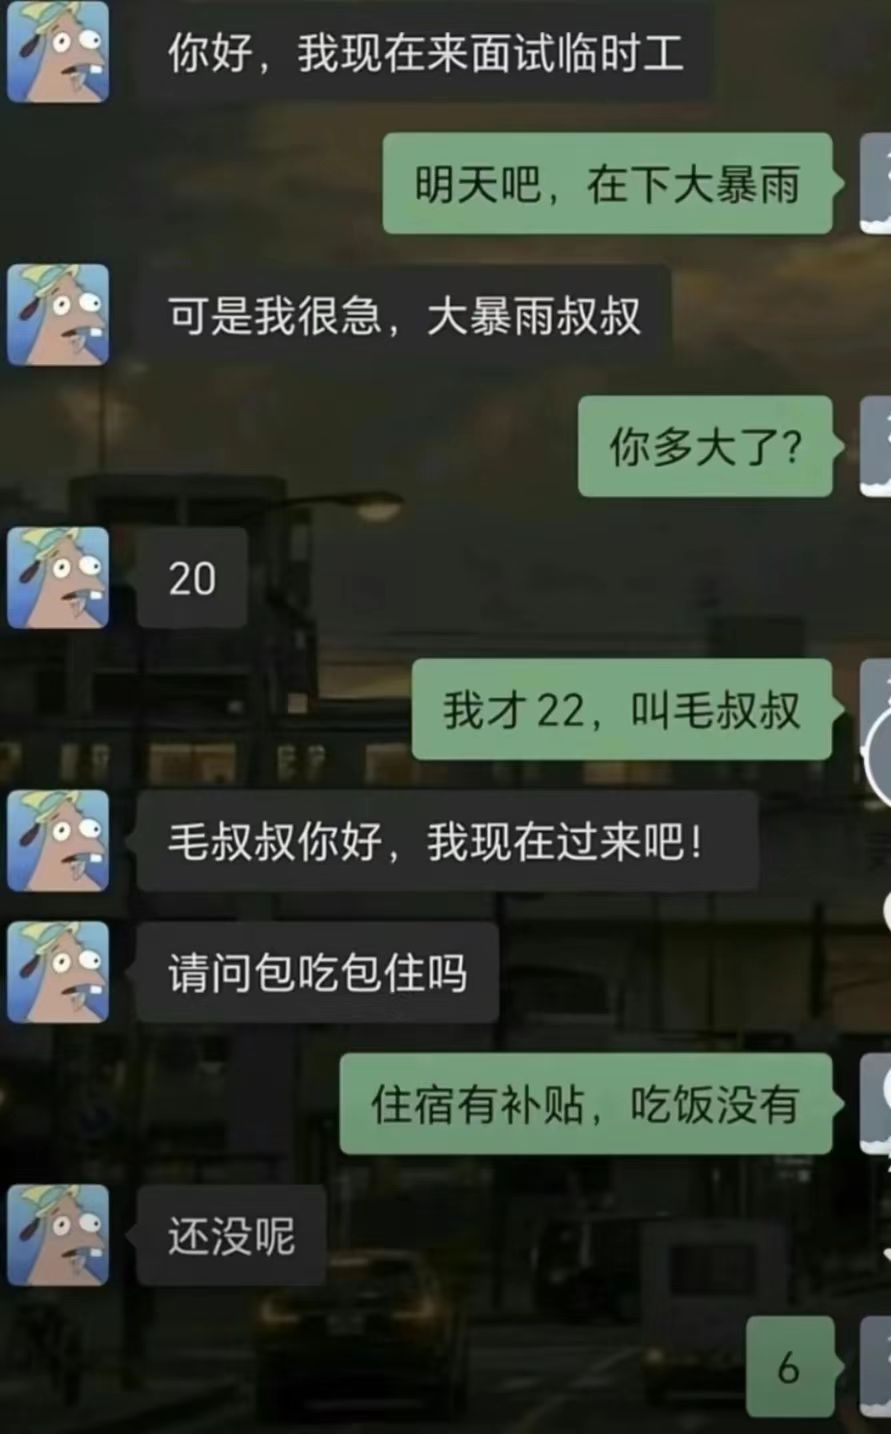 你好，我现在来面试临时工
明天吧，在下大暴雨
可是我很急，大暴雨叔叔
你多大了？
20
我才22，叫毛叔叔
毛叔叔你好，我现在过来吧！
请问包吃包住吗
住宿有补贴，吃饭没有
还没呢
6